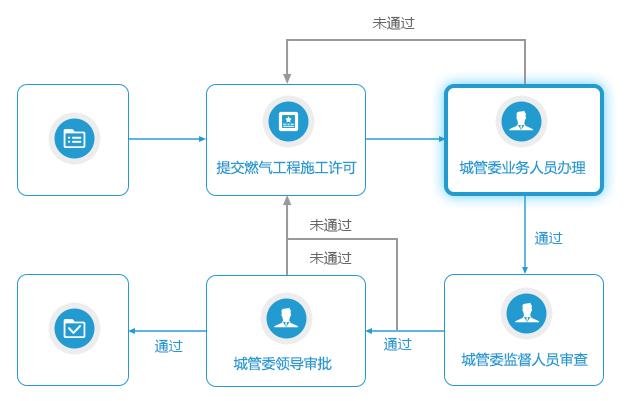 未通过
提交燃气工程施工许可
城管委业务人员办理
未通过
通过
未通过
通过
城管委领导审批
通过
城管委监督人员审查